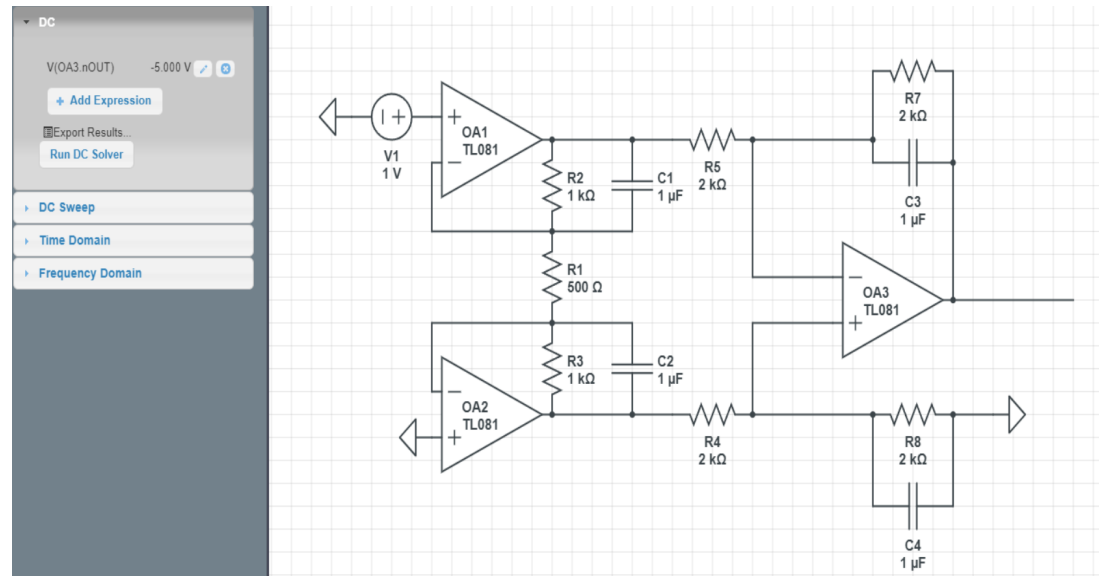 DC
V(OA3.nOUT) -5.000 V
+ Add Expression
Export Results...
Run DC Solver
DC Sweep
Time Domain
Frequency Domain
V1
1 V
+
OA1
TL081
−
R2
1 kΩ
C1
1 µF
R5
2 kΩ
R7
2 kΩ
C3
1 µF
R1
500 Ω
−
OA3
TL081
+
R3
1 kΩ
C2
1 µF
−
OA2
TL081
+
R4
2 kΩ
R8
2 kΩ
C4
1 µF